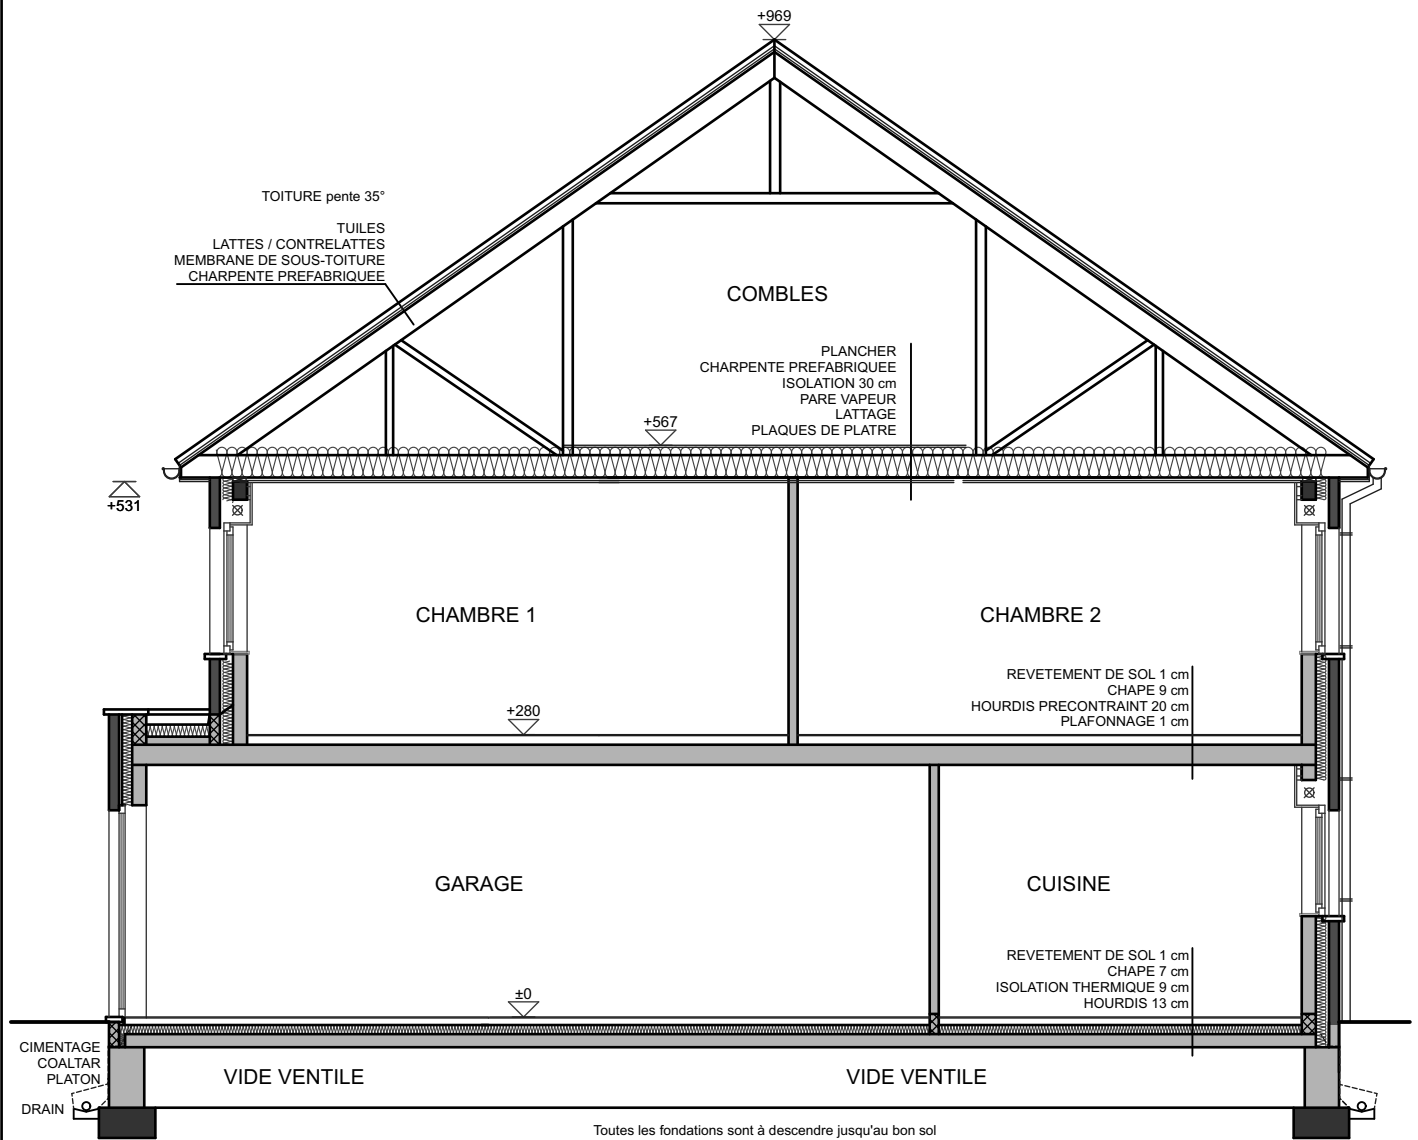 +969
TOITURE pente 35°
TUILES
LATTES / CONTRELATTES
MEMBRANE DE SOUS-TOITURE
CHARPENTE PREFABRIQUEE
COMBLES
PLANCHER
CHARPENTE PREFABRIQUEE
ISOLATION 30 cm
PARE VAPEUR
LATTAGE
PLAQUES DE PLATRE
+567
+531
CHAMBRE 1
CHAMBRE 2
REVETEMENT DE SOL 1 cm
CHAPE 9 cm
HOURDIS PRECONTRAINT 20 cm
PLAFONNAGE 1 cm
+280
GARAGE
CUISINE
REVETEMENT DE SOL 1 cm
CHAPE 7 cm
ISOLATION THERMIQUE 9 cm
HOURDIS 13 cm
±0
CIMENTAGE
COALTAR
PLATON
DRAIN
VIDE VENTILE
VIDE VENTILE
Toutes les fondations sont à descendre jusqu'au bon sol